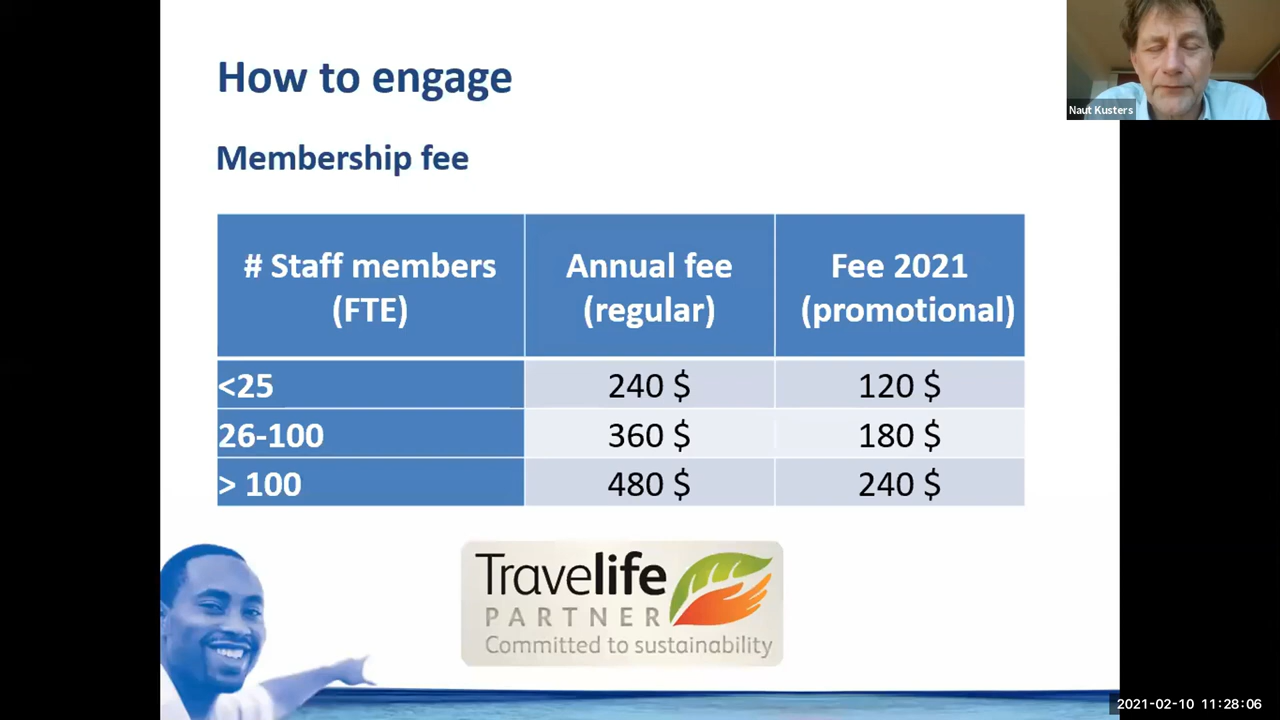 How to engage
Naut Kusters
Membership fee
# Staff members (FTE) Annual fee (regular) Fee 2021 (promotional)
<25 240 $ 120 $
26-100 360 $ 180 $
> 100 480 $ 240 $
Travelife
PARTNER
Committed to sustainability
2021-02-10 11:28:06